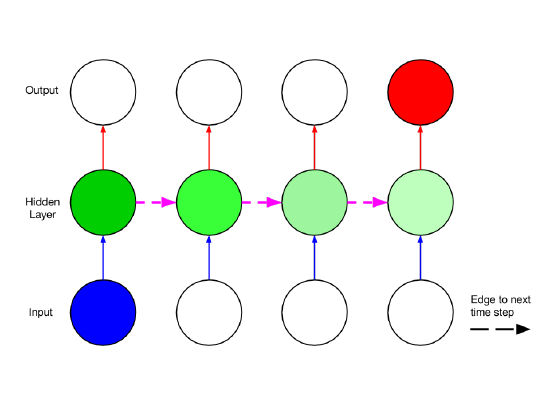 Output
Hidden
Layer
Input
Edge to next
time step